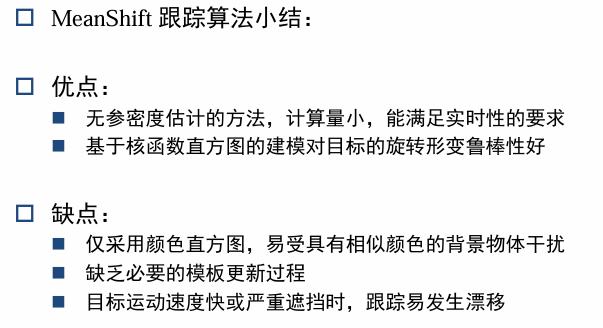 MeanShift 跟踪算法小结：
优点：
无参密度估计的方法，计算量小，能满足实时性的要求
基于核函数直方图的建模对目标的旋转形变鲁棒性好
缺点：
仅采用颜色直方图，易受具有相似颜色的背景物体干扰
缺乏必要的模板更新过程
目标运动速度快或严重遮挡时，跟踪易发生漂移